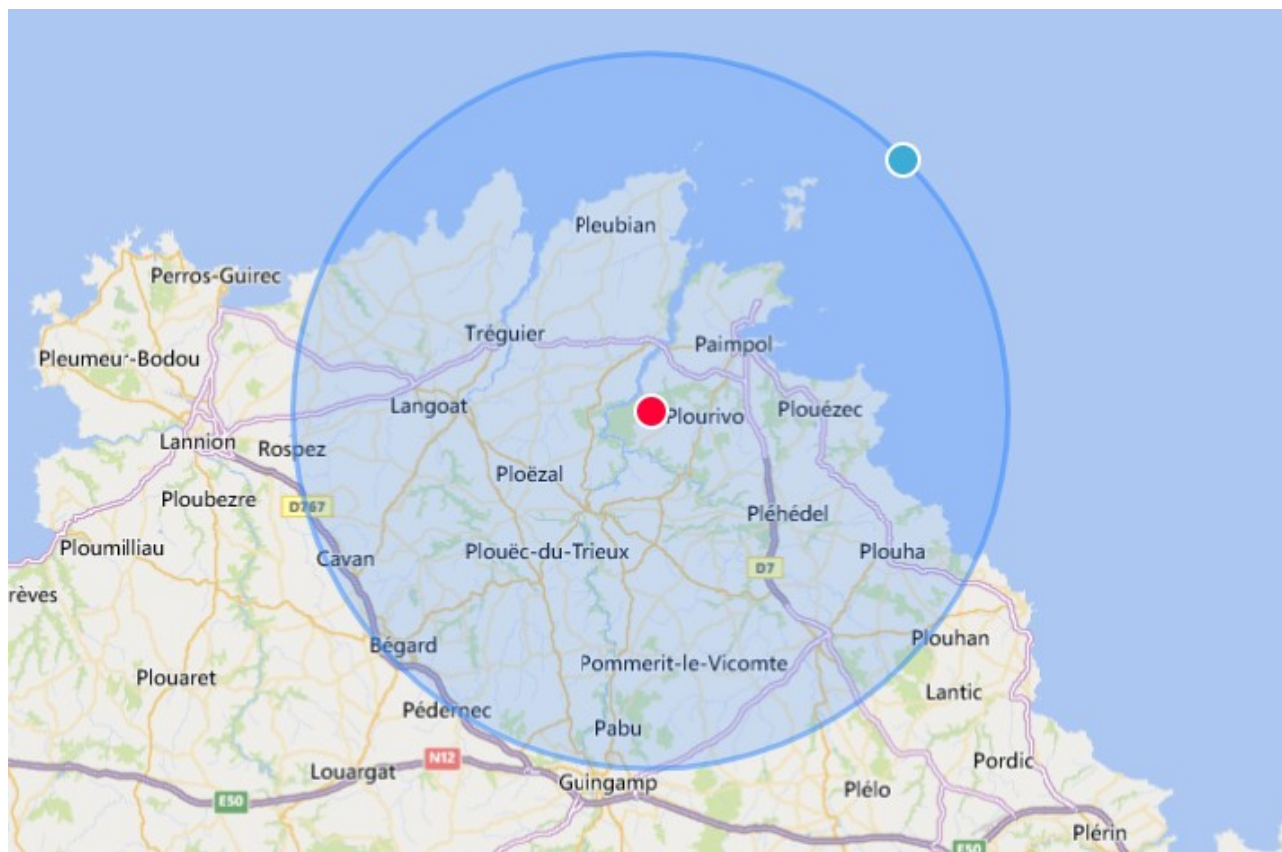 Pleubian
Perros-Guirec
Tréguier
Paimpol
Pleumeur-Bodou
Langoat
Plourivo
Plouézec
Lannion
Rospez
Ploëzal
Ploubezre
D767
Pléhédel
Ploumilliau
Cavan
Plouëc-du-Trieux
Plouha
D7
rèves
Bégard
Plouhan
Pommerit-le-Vicomte
Plouaret
Lantic
Pédernec
Pabu
N12
Pordic
Louargat
Guingamp
Plélo
E50
Plérin
E50